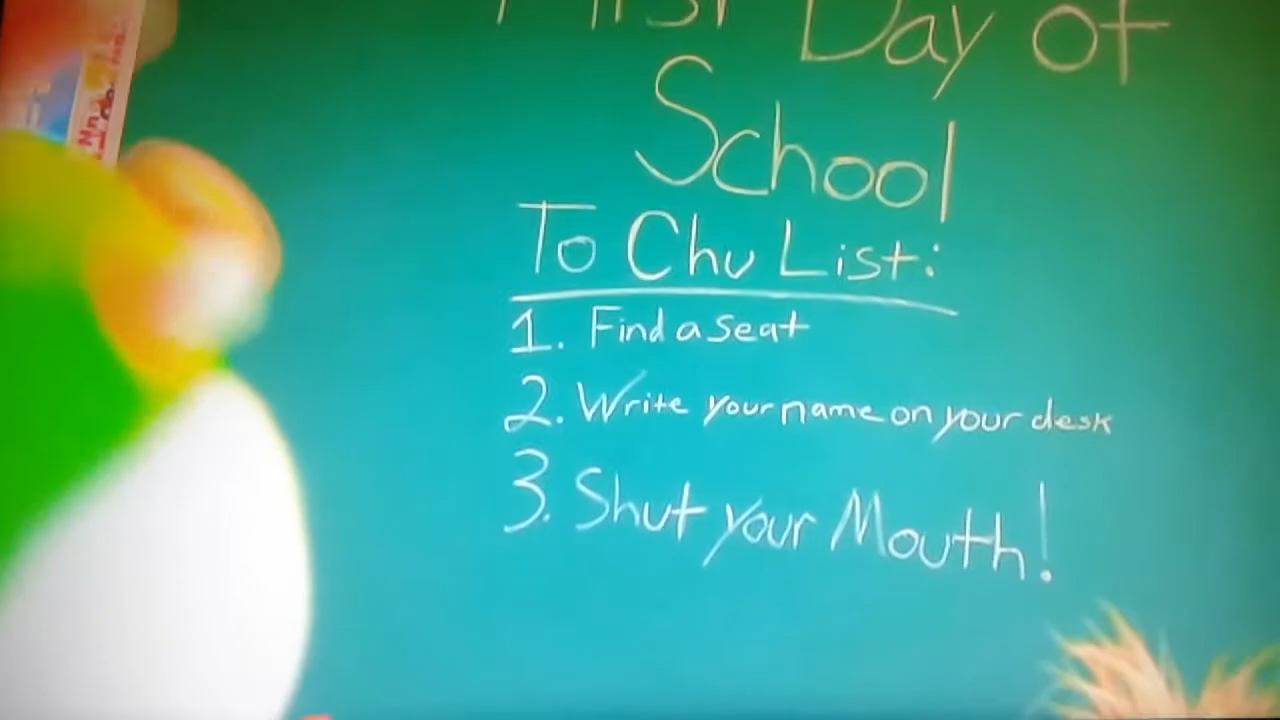 First Day of
School
To Chu List:
1. Find a seat
2. Write your name on your desk
3. Shut your Mouth!